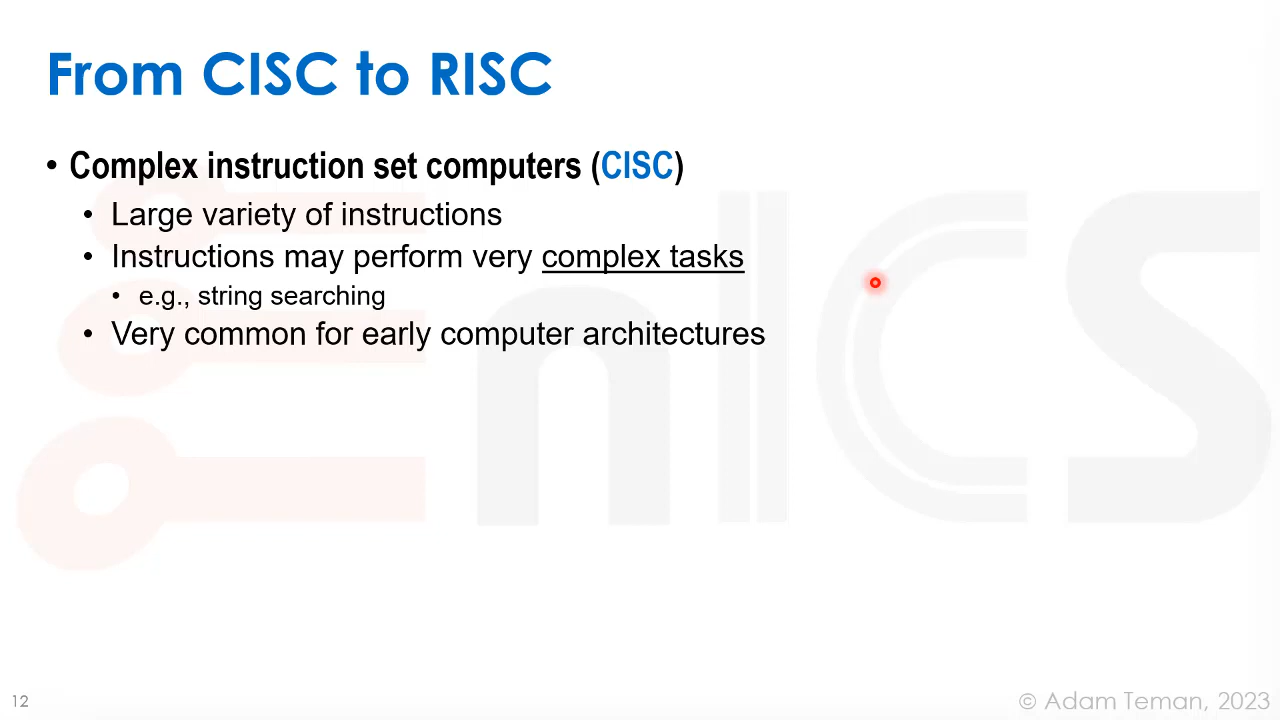 From CISC to RISC
• Complex instruction set computers (CISC)
• Large variety of instructions
• Instructions may perform very complex tasks
• e.g., string searching
• Very common for early computer architectures
enICS
12
© Adam Teman, 2023